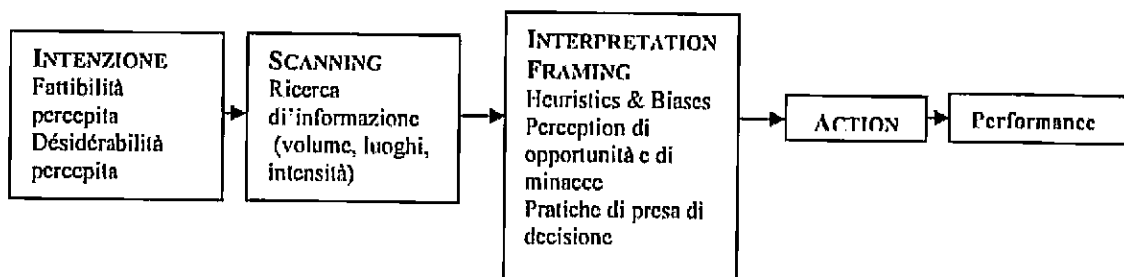 INTENZIONE
Fattibilità
percepita
Désidérabilità
percepita
SCANNING
Ricerca
di'informazione
(volume, luoghi,
intensità)
INTERPRETATION
FRAMING
Heuristics & Biases
Perception di
opportunità e di
minacce
Pratiche di presa di
decisione
ACTION
Performance